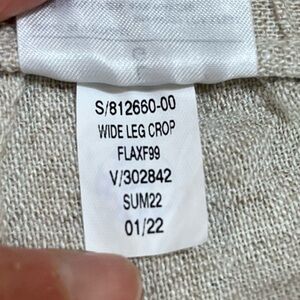 S/812660-00
WIDE LEG CROP
FLAXF99
V/302842
SUM22
01/22